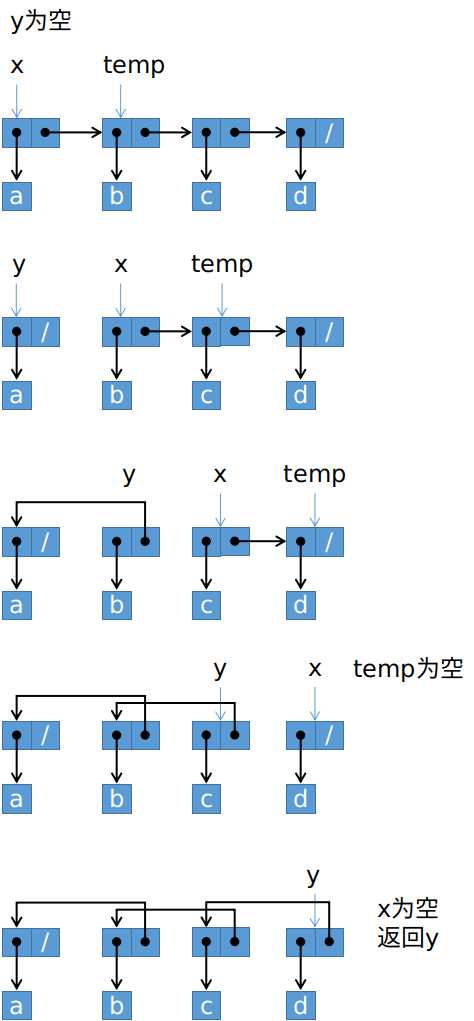 y为空
x temp
/
a b c d
y x temp
/ /
a b c d
y x temp
/ /
a b c d
y x temp为空
/ /
a b c d
y
x为空
返回y
/
a b c d